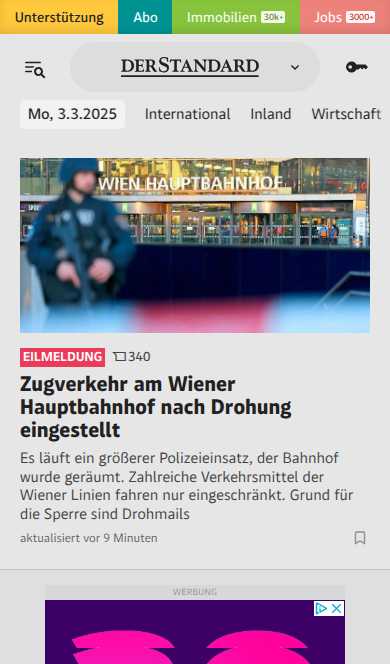 Unterstützung Abo Immobilien 30k+ Jobs 3000+
DERSTANDARD
Mo, 3.3.2025 International Inland Wirtschaft
WIEN HAUPTBAHNHOF
EILMELDUNG 340
Zugverkehr am Wiener
Hauptbahnhof nach Drohung
eingestellt
Es läuft ein größerer Polizeieinsatz, der Bahnhof
wurde geräumt. Zahlreiche Verkehrsmittel der
Wiener Linien fahren nur eingeschränkt. Grund für
die Sperre sind Drohmails
aktualisiert vor 9 Minuten
WERBUNG